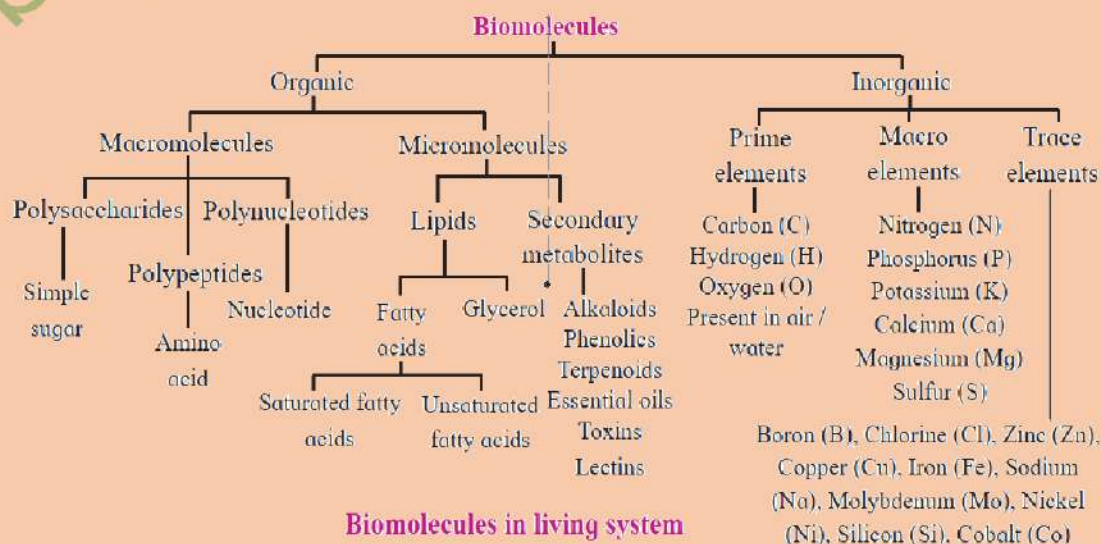 Biomolecules
Organic
Inorganic
Macromolecules
Micromolecules
Prime
elements
Macro
elements
Trace
elements
Polysaccharides
Polynucleotides
Polypeptides
Simple
sugar
Amino
acid
Nucleotide
Lipids
Secondary
metabolites
Fatty
acids
Glycerol
Saturated fatty
acids
Unsaturated
fatty acids
Alkaloids
Phenolics
Terpenoids
Essential oils
Toxins
Lectins
Carbon (C)
Hydrogen (H)
Oxygen (O)
Present in air /
water
Nitrogen (N)
Phosphorus (P)
Potassium (K)
Calcium (Ca)
Magnesium (Mg)
Sulfur (S)
Boron (B), Chlorine (Cl), Zinc (Zn),
Copper (Cu), Iron (Fe), Sodium
(Na), Molybdenum (Mo), Nickel
(Ni), Silicon (Si), Cobalt (Co)
Biomolecules in living system